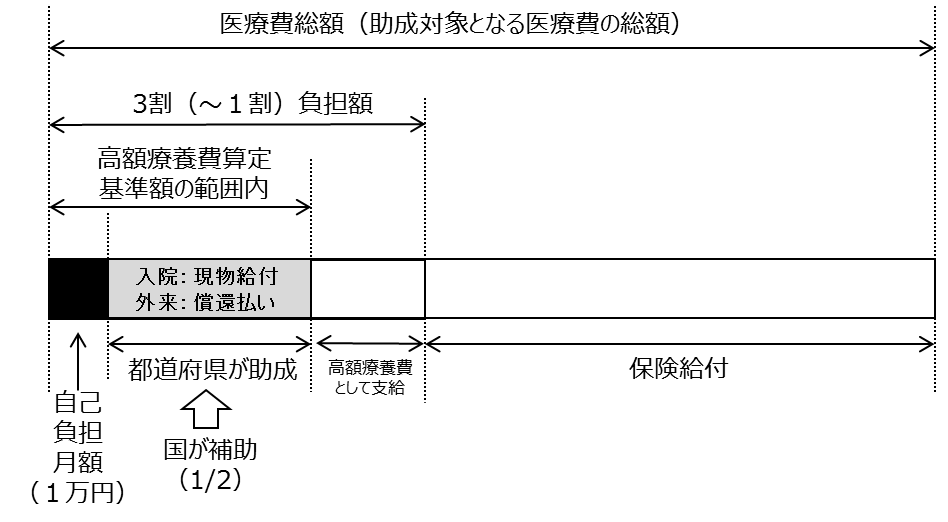 医療費総額（助成対象となる医療費の総額）
3割（～１割）負担額
高額療養費算定
基準額の範囲内
入院：現物給付
外来：償還払い
都道府県が助成
高額療養費
として支給
保険給付
自己
負担
月額
（１万円）
国が補助
（1/2）